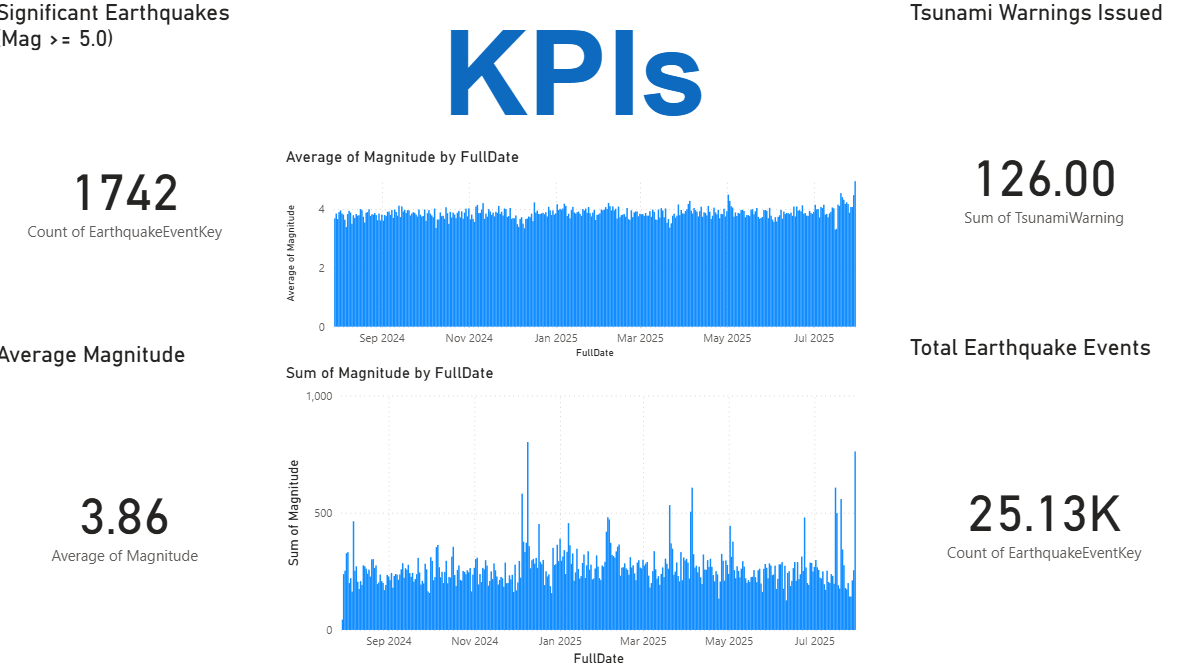 Significant Earthquakes
(Mag >= 5.0)
1742
Count of EarthquakeEventKey
Average Magnitude
3.86
Average of Magnitude
KPIs
Average of Magnitude by FullDate
Average of Magnitude
4
2
0
Sep 2024
Nov 2024
Jan 2025
Mar 2025
May 2025
Jul 2025
FullDate
Sum of Magnitude by FullDate
Sum of Magnitude
1,000
500
0
Sep 2024
Nov 2024
Jan 2025
Mar 2025
May 2025
Jul 2025
FullDate
Tsunami Warnings Issued
126.00
Sum of TsunamiWarning
Total Earthquake Events
25.13K
Count of EarthquakeEventKey